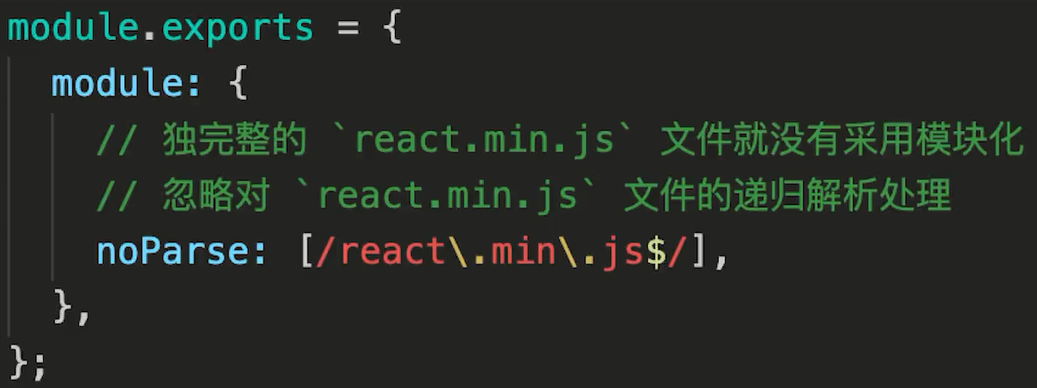 module.exports = {
  module: {
    // 独完整的 `react.min.js` 文件就没有采用模块化
    // 忽略对 `react.min.js` 文件的递归解析处理
    noParse: [/react\.min\.js$/],
  },
};